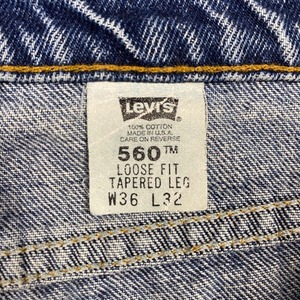 Levi's
100% COTTON
MADE IN U.S.A.
CARE ON REVERSE
560™
LOOSE FIT
TAPERED LEG
W36 L32